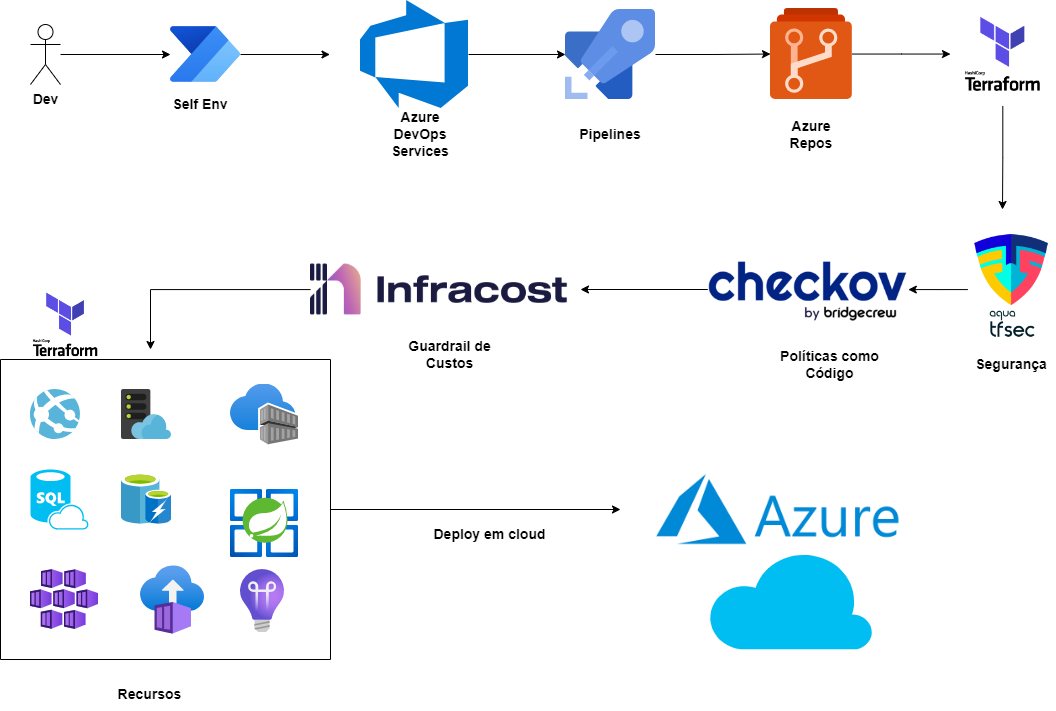 Dev
Self Env
Azure
DevOps
Services
Pipelines
Azure
Repos
HashiCorp
Terraform
aqua
tfsec
Segurança
checkov
by bridgecrew
Políticas como
Código
Infracost
Guardrail de
Custos
HashiCorp
Terraform
SQL
Recursos
Deploy em cloud
Azure